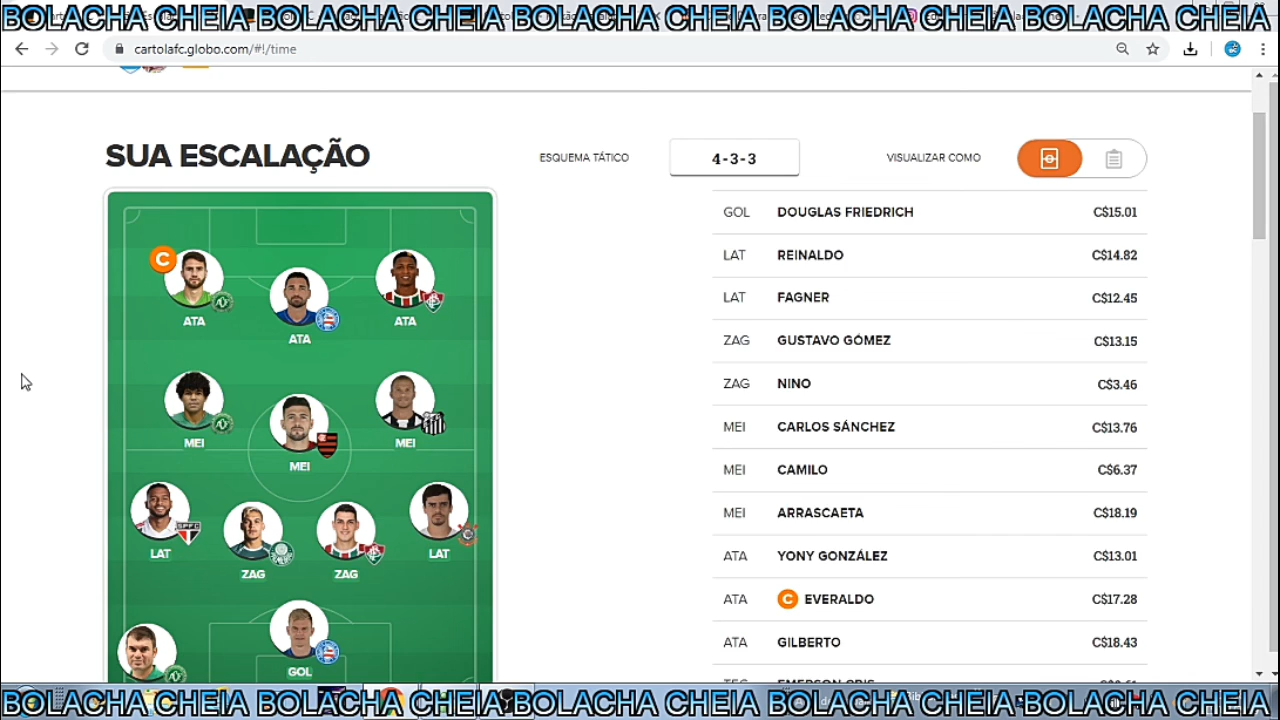 BOLACHA CHEIA BOLACHA CHEIA BOLACHA CHEIA BOLACHA CHEIA BOLACHA CHEIA
cartolafc.globo.com/#!/time
SUA ESCALAÇÃO
ESQUEMA TÁTICO
4-3-3
VISUALIZAR COMO
C
ATA
ATA
ATA
MEI
MEI
MEI
LAT
ZAG
ZAG
LAT
GOL
GOL DOUGLAS FRIEDRICH C$15.01
LAT REINALDO C$14.82
LAT FAGNER C$12.45
ZAG GUSTAVO GÓMEZ C$13.15
ZAG NINO C$3.46
MEI CARLOS SÁNCHEZ C$13.76
MEI CAMILO C$6.37
MEI ARRASCAETA C$18.19
ATA YONY GONZÁLEZ C$13.01
ATA C EVERALDO C$17.28
ATA GILBERTO C$18.43
BOLACHA CHEIA BOLACHA CHEIA BOLACHA CHEIA BOLACHA CHEIA BOLACHA CHEIA